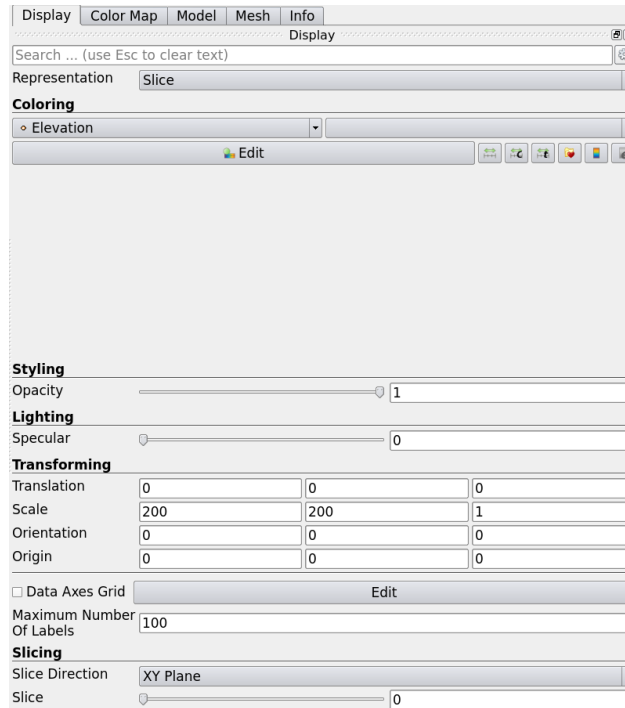 Display Color Map Model Mesh Info
Display
Search ... (use Esc to clear text)
Representation Slice
Coloring
Elevation
Edit
Styling
Opacity 1
Lighting
Specular 0
Transforming
Translation 0 0 0
Scale 200 200 1
Orientation 0 0 0
Origin 0 0 0
Data Axes Grid Edit
Maximum Number
Of Labels 100
Slicing
Slice Direction XY Plane
Slice 0